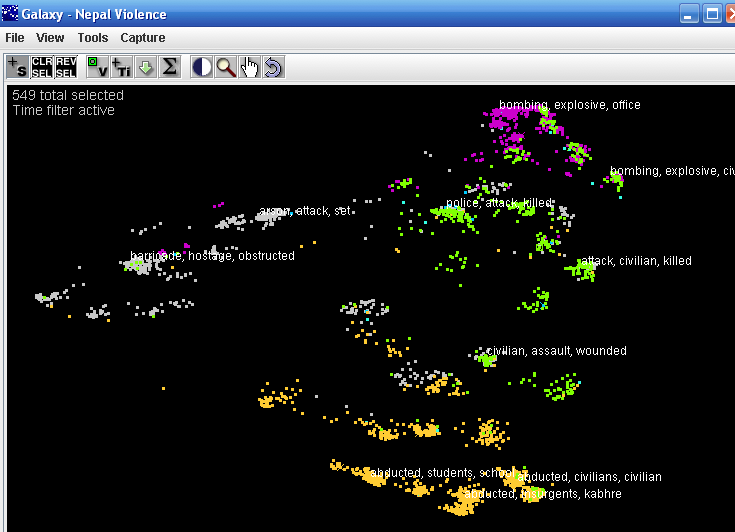 Galaxy - Nepal Violence
File View Tools Capture
+S CLR SEL REV SEL V +Ti Σ
549 total selected
Time filter active
bombing, explosive, office
bombing, explosive, civ
police, attack, killed
arson, attack, set
barricade, hostage, obstructed
attack, civilian, killed
civilian, assault, wounded
abducted, students, school
abducted, civilians, civilian
abducted, insurgents, kabhre